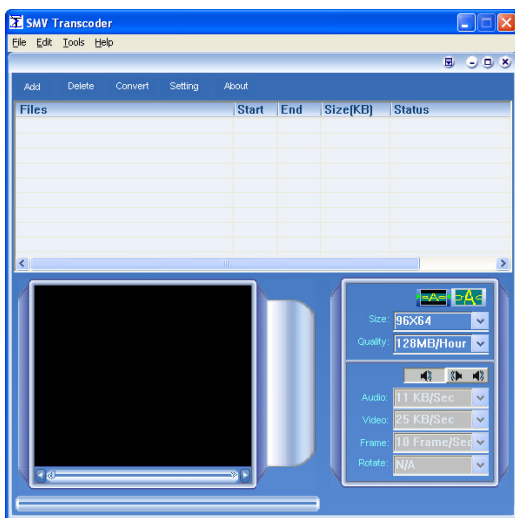 SMV Transcoder
File Edit Tools Help
Add Delete Convert Setting About
Files Start End Size(KB) Status
Size: 96X64
Quality: 128MB/Hour
Audio: 11 KB/Sec
Video: 25 KB/Sec
Frame: 10 Frame/Sec
Rotate: N/A